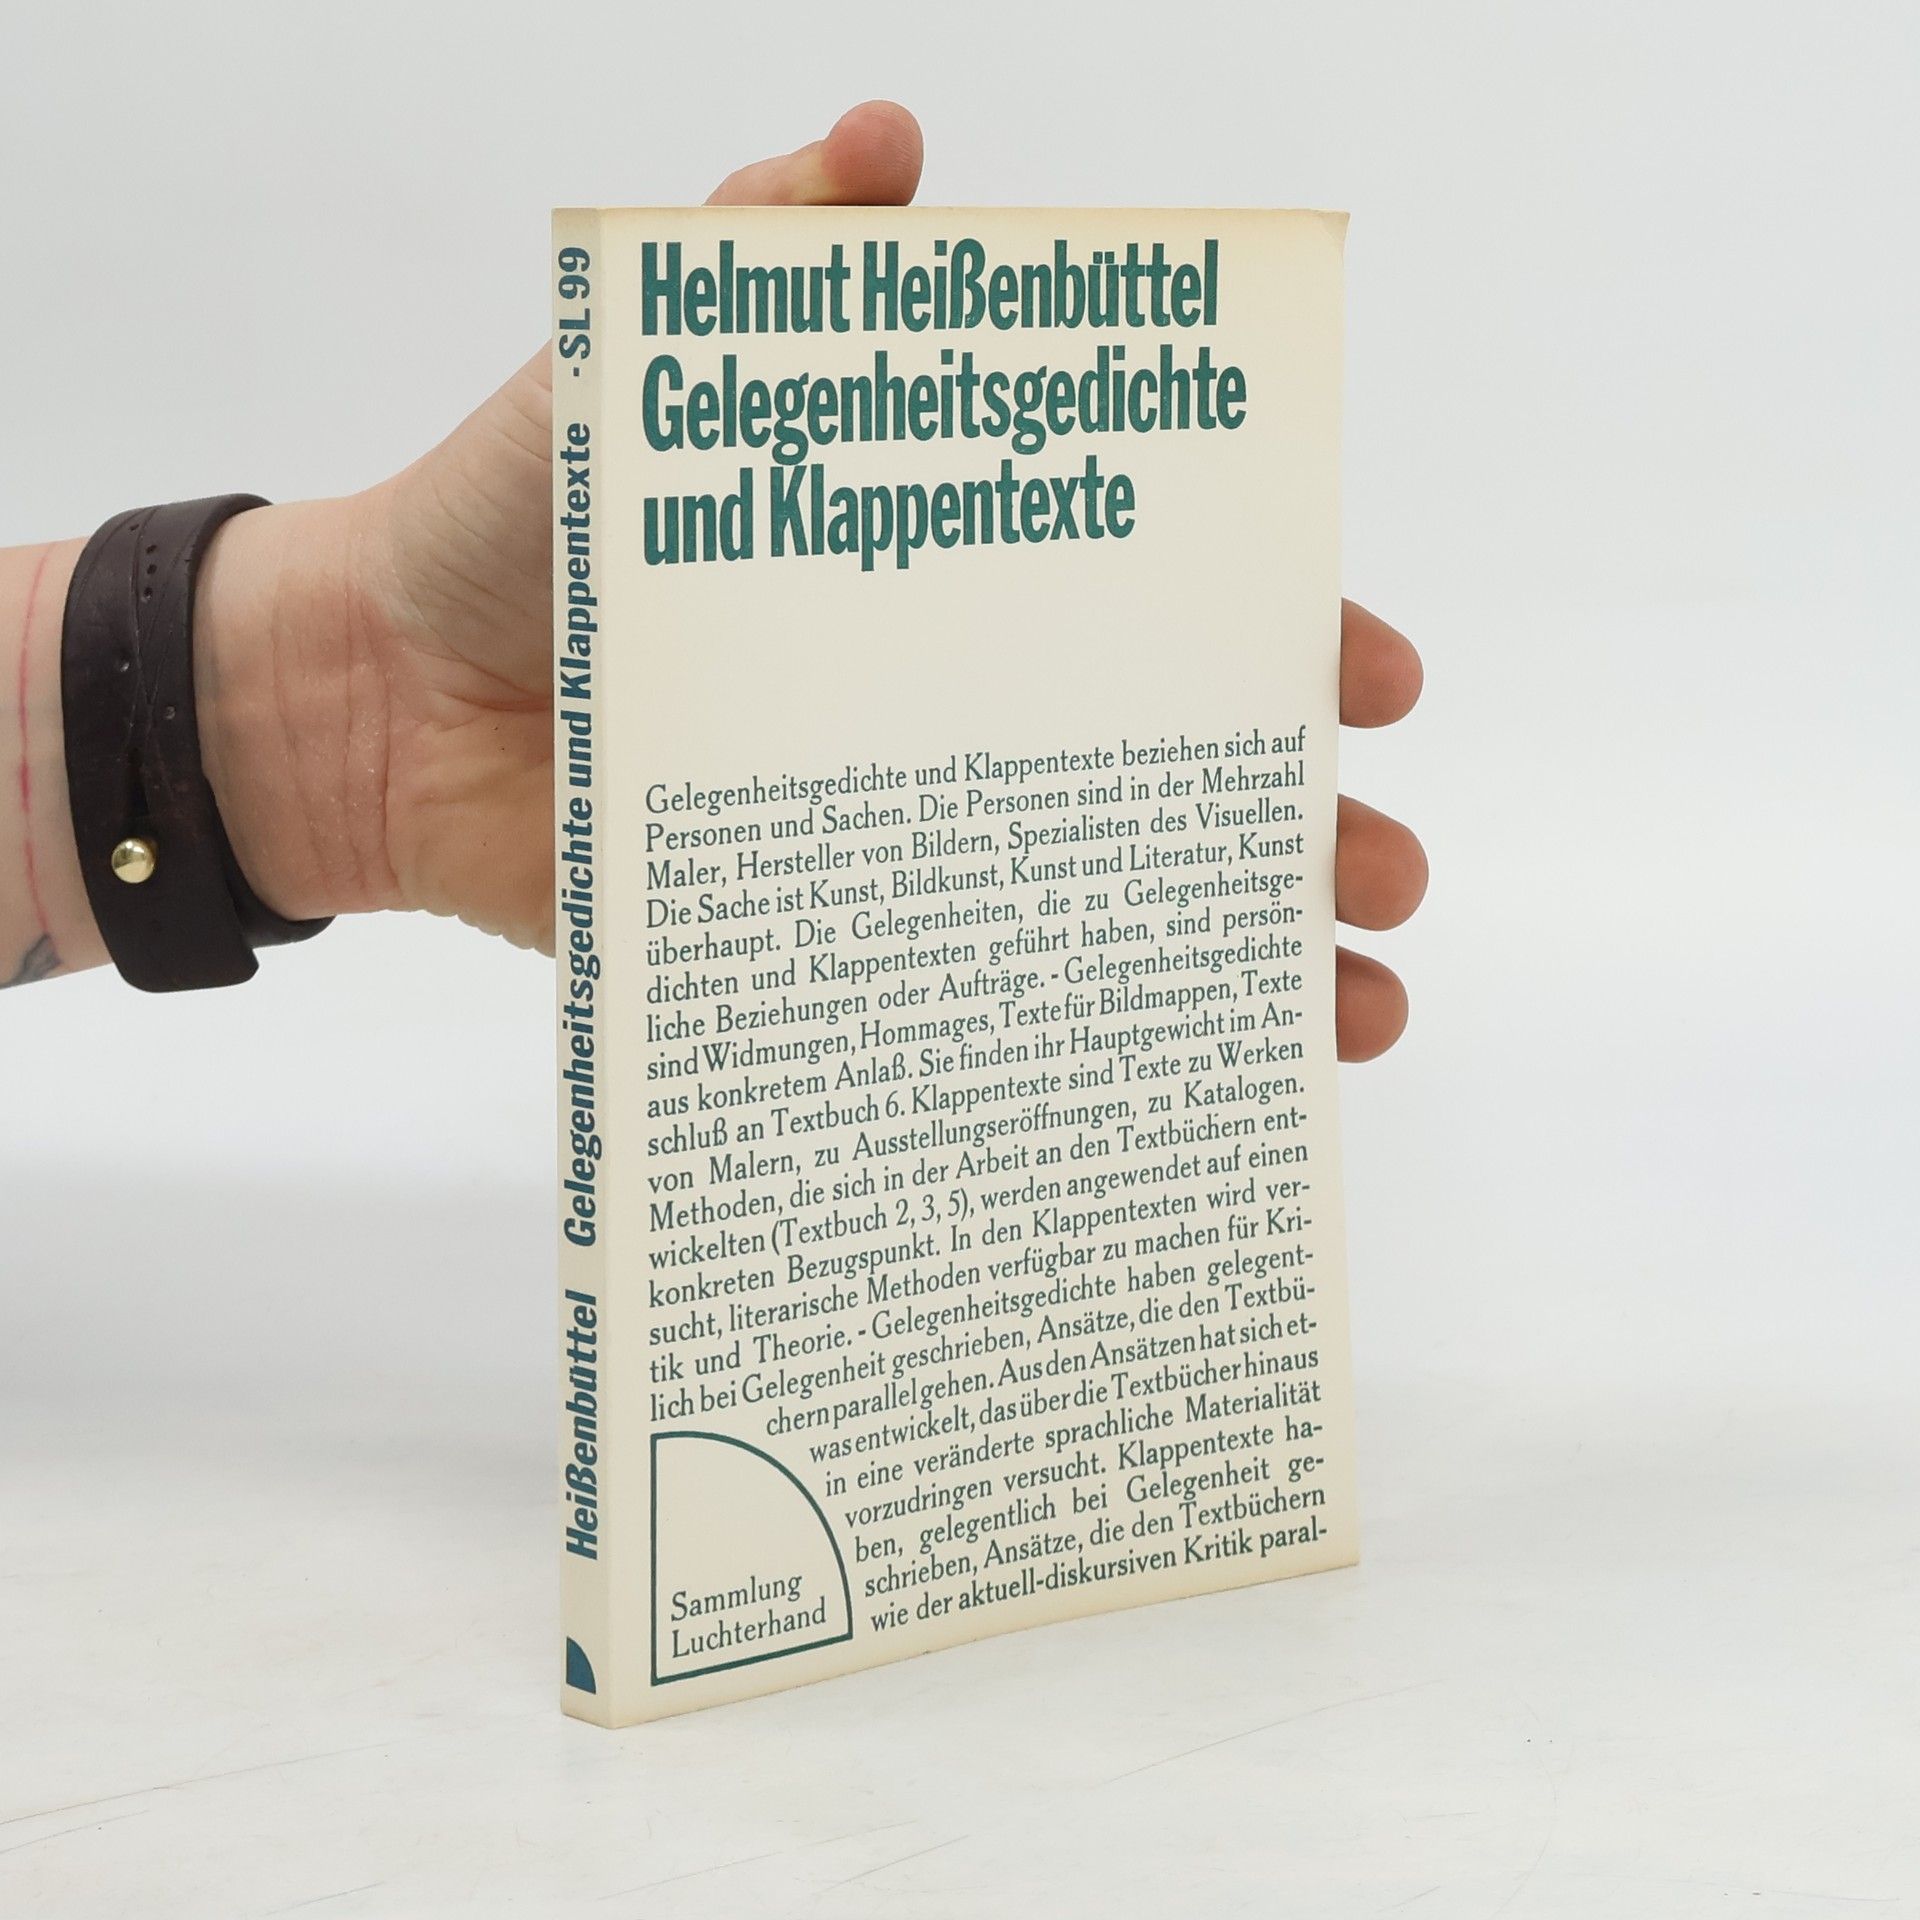 Heißenbüttel Gelegenheitsgedichte und Klappentexte · SL 99
Helmut Heißenbüttel
Gelegenheitsgedichte
und Klappentexte
Gelegenheitsgedichte und Klappentexte beziehen sich auf
Personen und Sachen. Die Personen sind in der Mehrzahl
Maler, Hersteller von Bildern, Spezialisten des Visuellen.
Die Sache ist Kunst, Bildkunst, Kunst und Literatur, Kunst
überhaupt. Die Gelegenheiten, die zu Gelegenheitsge-
dichten und Klappentexten geführt haben, sind persön-
liche Beziehungen oder Aufträge. - Gelegenheitsgedichte
sind Widmungen, Hommages, Texte für Bildmappen, Texte
aus konkretem Anlaß. Sie finden ihr Hauptgewicht im An-
schluß an Textbuch 6. Klappentexte sind Texte zu Werken
von Malern, zu Ausstellungseröffnungen, zu Katalogen.
Methoden, die sich in der Arbeit an den Textbüchern ent-
wickelten (Textbuch 2, 3, 5), werden angewendet auf einen
konkreten Bezugspunkt. In den Klappentexten wird ver-
sucht, literarische Methoden verfügbar zu machen für Kri-
tik und Theorie. - Gelegenheitsgedichte haben gelegent-
lich bei Gelegenheit geschrieben, Ansätze, die den Textbü-
chern parallel gehen. Aus den Ansätzen hat sich et-
was entwickelt, das über die Textbücher hinaus
in eine veränderte sprachliche Materialität
vorzudringen versucht. Klappentexte ha-
ben, gelegentlich bei Gelegenheit ge-
schrieben, Ansätze, die den Textbüchern
wie der aktuell-diskursiven Kritik paral-
Sammlung
Luchterhand